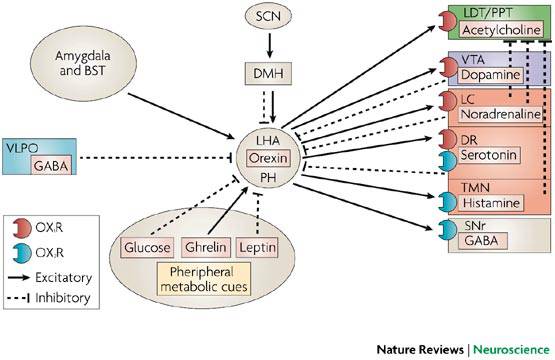 SCN
LDT/PPT
Acetylcholine
Amygdala
and BST
DMH
VTA
Dopamine
LC
Noradrenaline
VLPO
GABA
LHA
Orexin
PH
DR
Serotonin
TMN
Histamine
OX₁R
OX₂R
Excitatory
Inhibitory
Glucose
Ghrelin
Leptin
Pheripheral
metabolic cues
SNr
GABA
Nature Reviews | Neuroscience